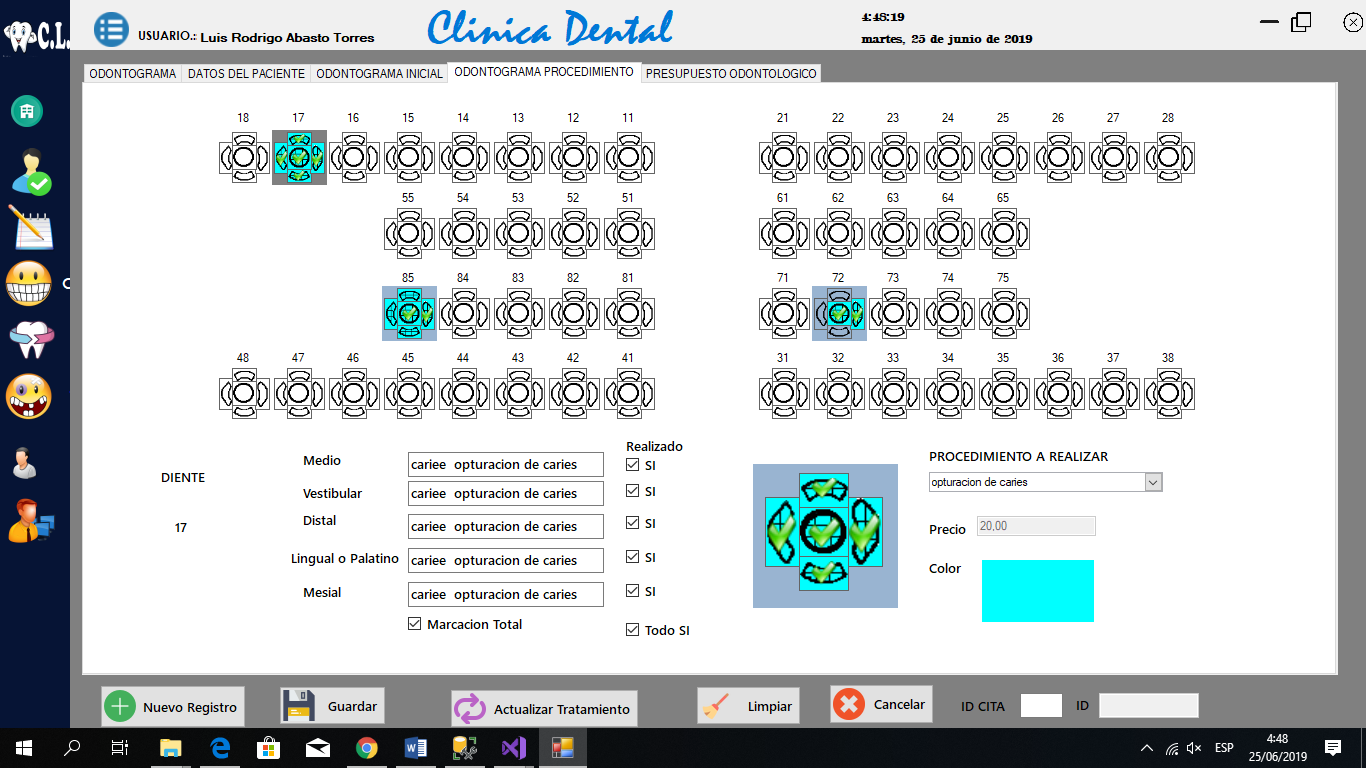 C.L.
USUARIO.: Luis Rodrigo Abasto Torres
Clinica Dental
4:48:19
martes, 25 de junio de 2019
ODONTOGRAMA DATOS DEL PACIENTE ODONTOGRAMA INICIAL ODONTOGRAMA PROCEDIMIENTO PRESUPUESTO ODONTOLOGICO
18 17 16 15 14 13 12 11 21 22 23 24 25 26 27 28
55 54 53 52 51 61 62 63 64 65
85 84 83 82 81 71 72 73 74 75
48 47 46 45 44 43 42 41 31 32 33 34 35 36 37 38
Realizado
Medio cariee opturacion de caries SI
Vestibular cariee opturacion de caries SI
Distal cariee opturacion de caries SI
Lingual o Palatino cariee opturacion de caries SI
Mesial cariee opturacion de caries SI
Marcacion Total Todo SI
DIENTE
17
PROCEDIMIENTO A REALIZAR
opturacion de caries
Precio 20,00
Color
Nuevo Registro Guardar Actualizar Tratamiento Limpiar Cancelar ID CITA ID
ESP
4:48
25/06/2019